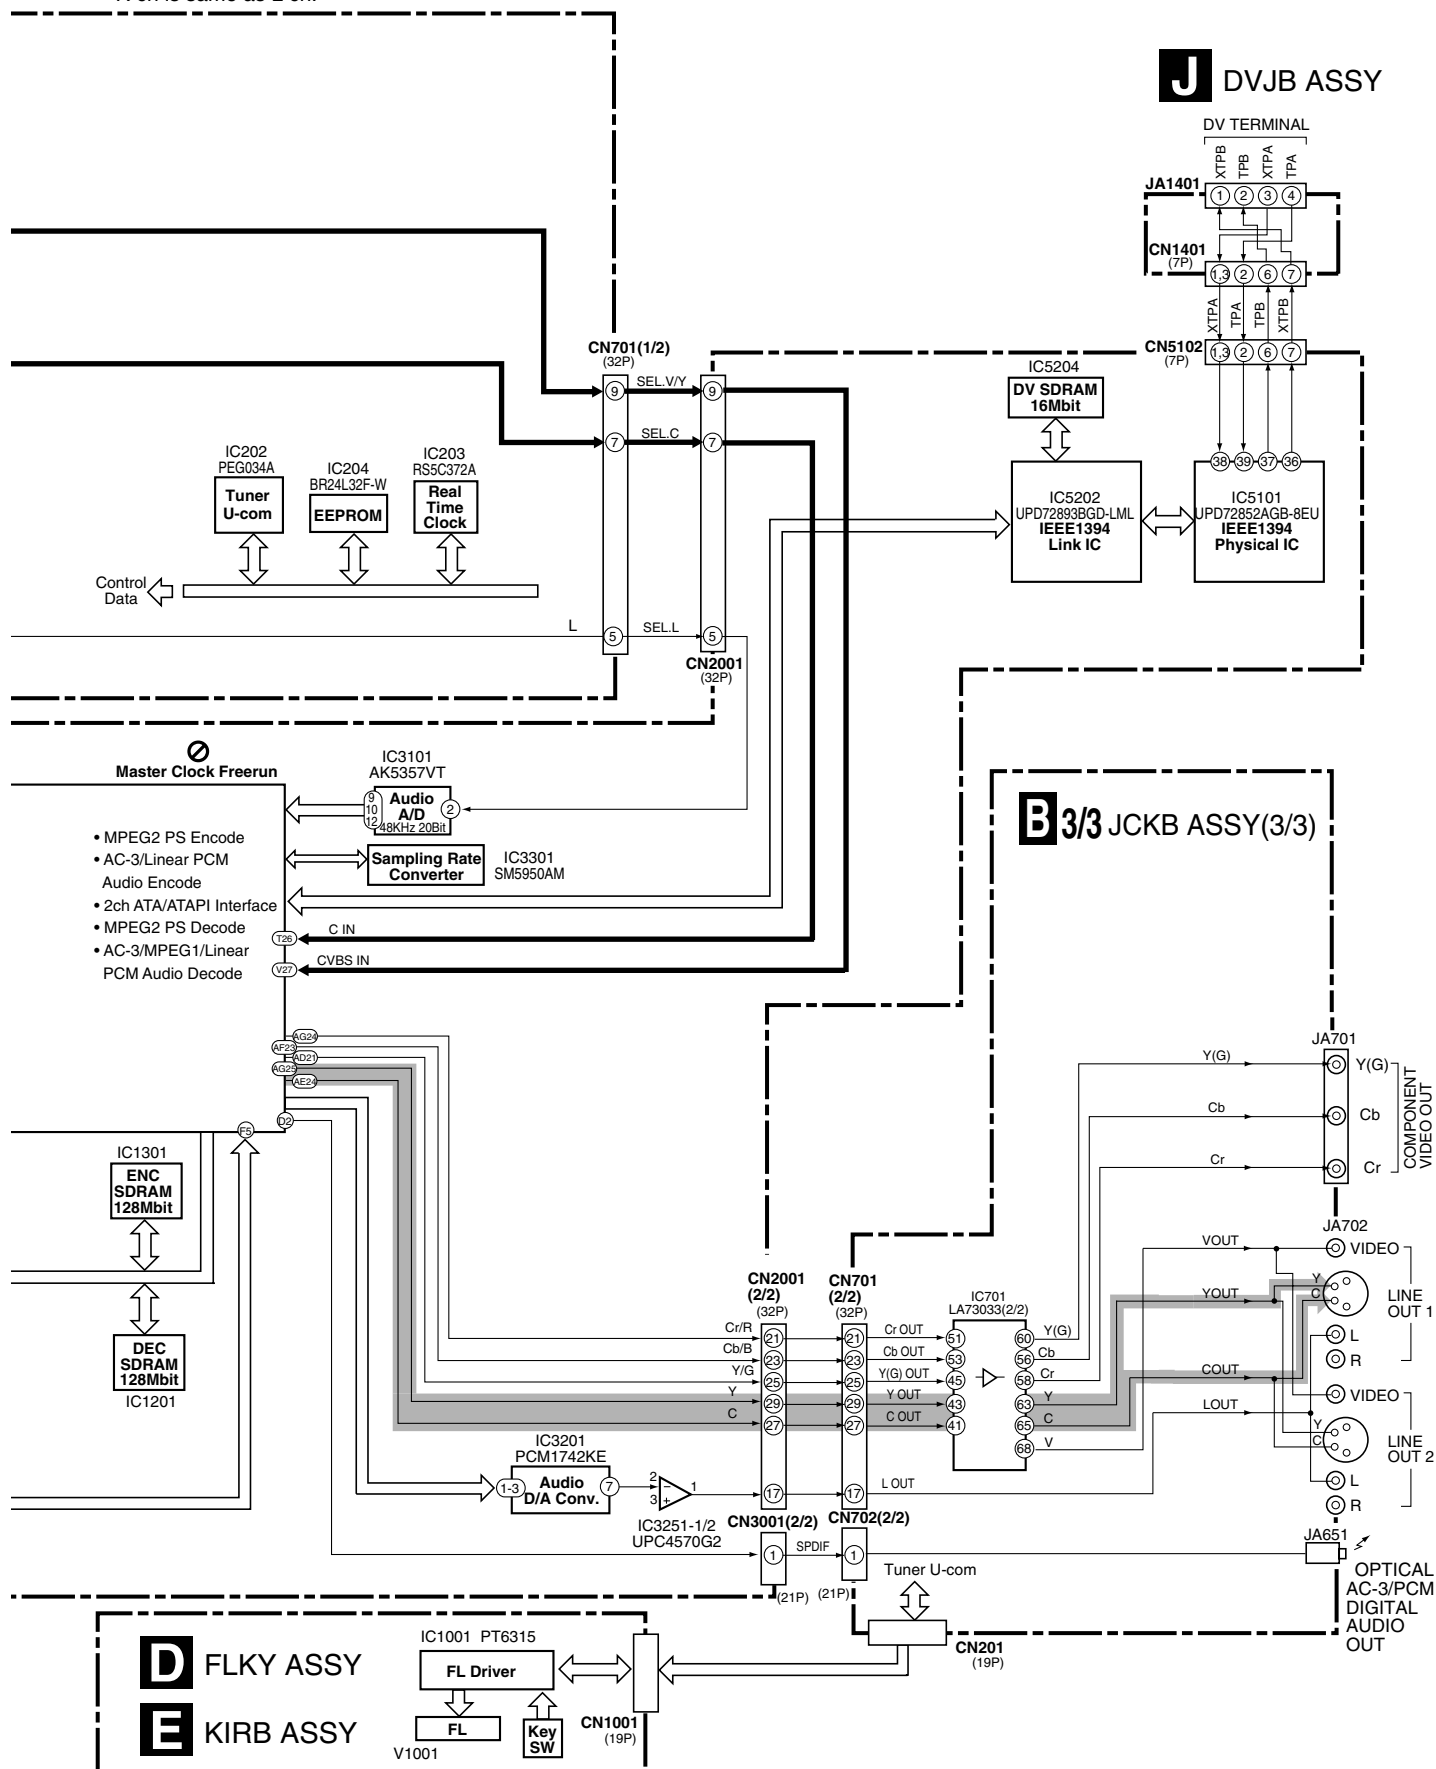 J DVJB ASSY
DV TERMINAL
XTPB
TPB
XTPA
TPA
JA1401
1
2
3
4
CN1401
(7P)
1,3
2
6
7
XTPA
TPA
TPB
XTPB
CN5102
(7P)
1,3
2
6
7
CN701(1/2)
(32P)
9
SEL.V/Y
9
7
SEL.C
7
IC5204
DV SDRAM
16Mbit
38
39
37
36
IC5202
UPD72893BGD-LML
IEEE1394
Link IC
IC5101
UPD72852AGB-8EU
IEEE1394
Physical IC
IC202
PEG034A
Tuner
U-com
IC204
BR24L32F-W
EEPROM
IC203
RS5C372A
Real
Time
Clock
Control
Data
L
5
SEL.L
5
CN2001
(32P)
Master Clock Freerun
IC3101
AK5357VT
9
10
12
Audio
A/D
48KHz 20Bit
2
B 3/3 JCKB ASSY(3/3)
• MPEG2 PS Encode
• AC-3/Linear PCM
Audio Encode
• 2ch ATA/ATAPI Interface
• MPEG2 PS Decode
• AC-3/MPEG1/Linear
PCM Audio Decode
Sampling Rate
Converter
IC3301
SM5950AM
T26
C IN
V27
CVBS IN
AG24
AF23
AD21
AG25
AE24
D2
F5
JA701
Y(G)
Y(G)
Cb
Cb
Cr
Cr
COMPONENT
VIDEO OUT
IC1301
ENC
SDRAM
128Mbit
DEC
SDRAM
128Mbit
IC1201
JA702
VOUT
VIDEO
YOUT
Y
C
LINE
OUT 1
L
R
COUT
VIDEO
LOUT
Y
C
LINE
OUT 2
L
R
CN2001
(2/2)
(32P)
CN701
(2/2)
(32P)
IC701
LA73033(2/2)
Cr/R
21
21
Cr OUT
51
60
Y(G)
Cb/B
23
23
Cb OUT
53
56
Cb
Y/G
25
25
Y(G) OUT
45
58
Cr
Y
29
29
Y OUT
43
63
Y
C
27
27
C OUT
41
65
C
68
V
IC3201
PCM1742KE
1-3
Audio
D/A Conv.
7
2
3
−
+
1
17
17
L OUT
IC3251-1/2
UPC4570G2
CN3001(2/2)
CN702(2/2)
1
SPDIF
1
(21P)
(21P)
JA651
OPTICAL
AC-3/PCM
DIGITAL
AUDIO
OUT
Tuner U-com
CN201
(19P)
D FLKY ASSY
E KIRB ASSY
IC1001 PT6315
FL Driver
FL
V1001
Key
SW
CN1001
(19P)